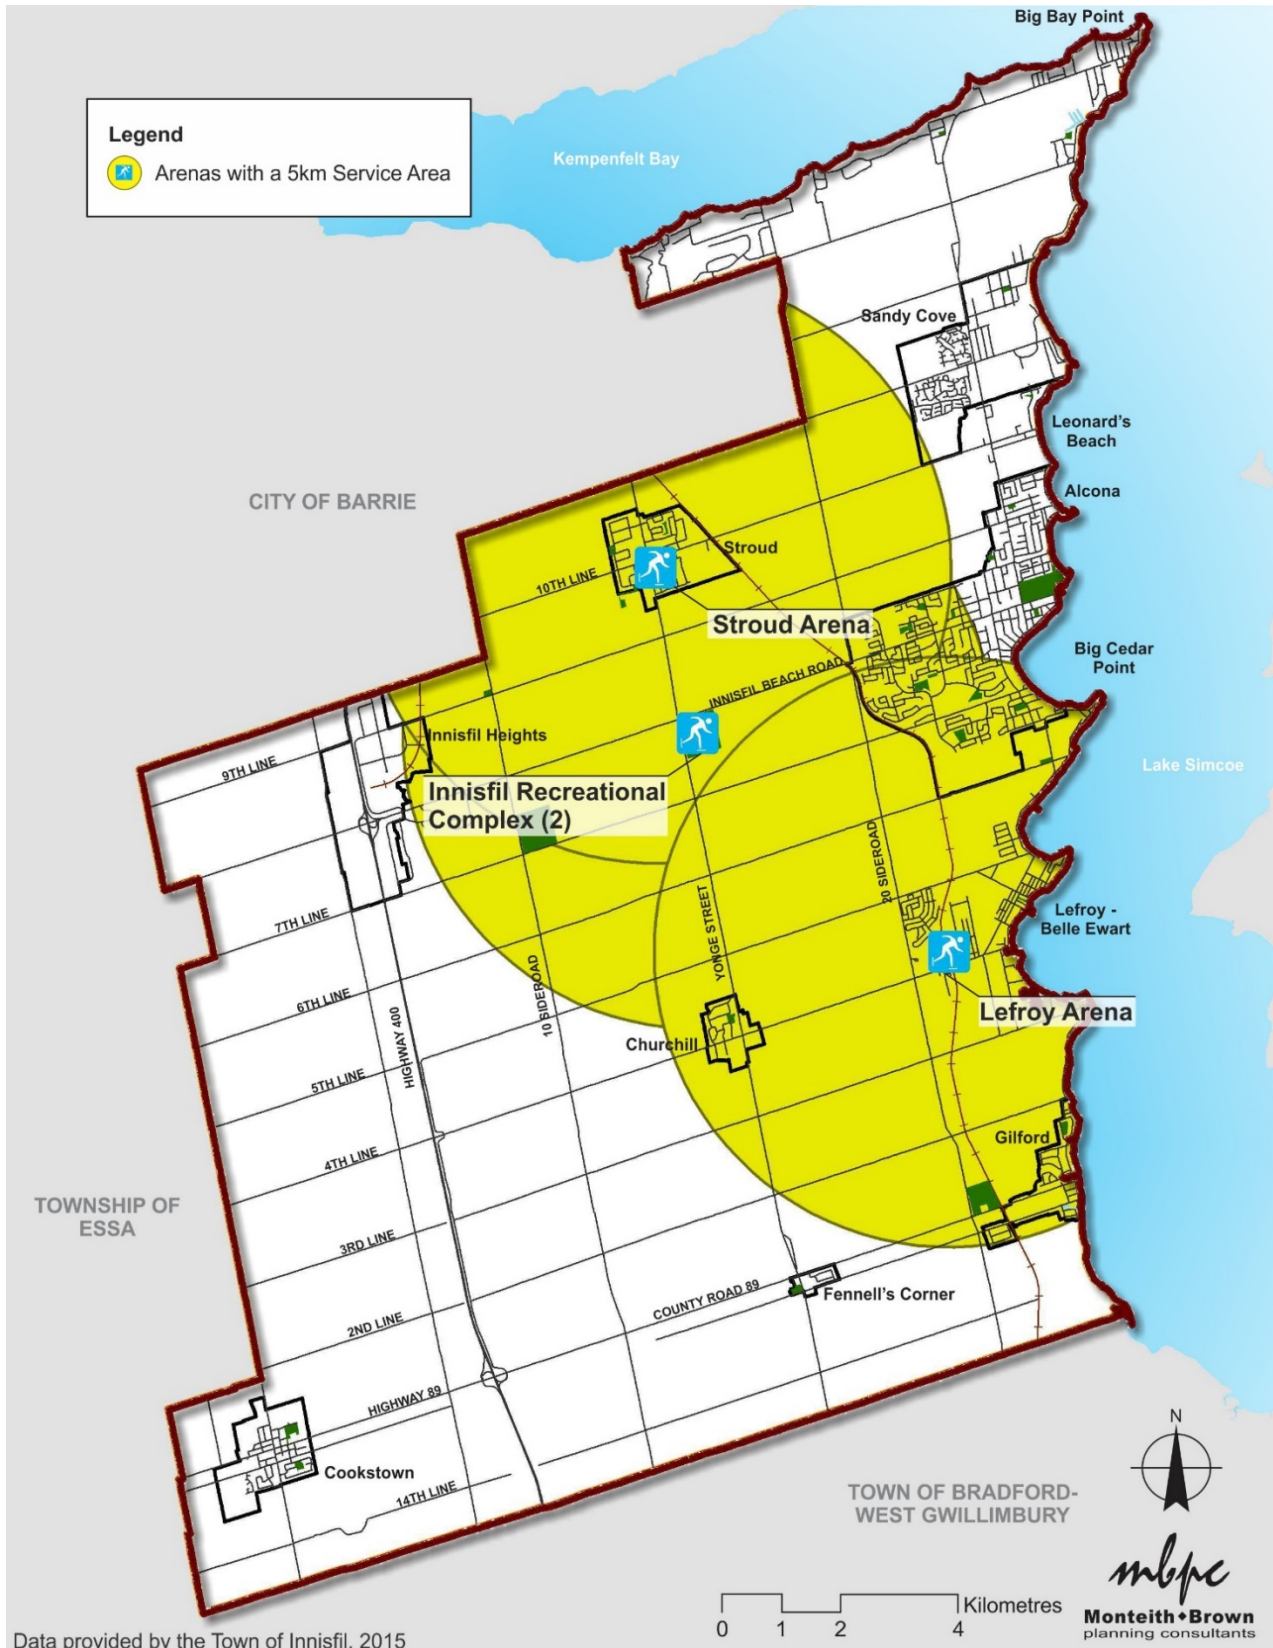 Big Bay Point
Legend
Arenas with a 5km Service Area
Kempenfelt Bay
Sandy Cove
Leonard's
Beach
Alcona
CITY OF BARRIE
Stroud
10TH LINE
Stroud Arena
Big Cedar
Point
INNISFIL BEACH ROAD
Innisfil Heights
Lake Simcoe
9TH LINE
Innisfil Recreational
Complex (2)
20 SIDEROAD
7TH LINE
YONGE STREET
Lefroy -
Belle Ewart
6TH LINE
10 SIDEROAD
Lefroy Arena
HIGHWAY 400
Churchill
5TH LINE
Gilford
4TH LINE
TOWNSHIP OF
ESSA
3RD LINE
COUNTY ROAD 89
Fennell's Corner
2ND LINE
HIGHWAY 89
N
Cookstown
14TH LINE
TOWN OF BRADFORD-
WEST GWILLIMBURY
mbpc
Kilometres
0 1 2 4
Monteith♦Brown
planning consultants
Data provided by the Town of Innisfil, 2015